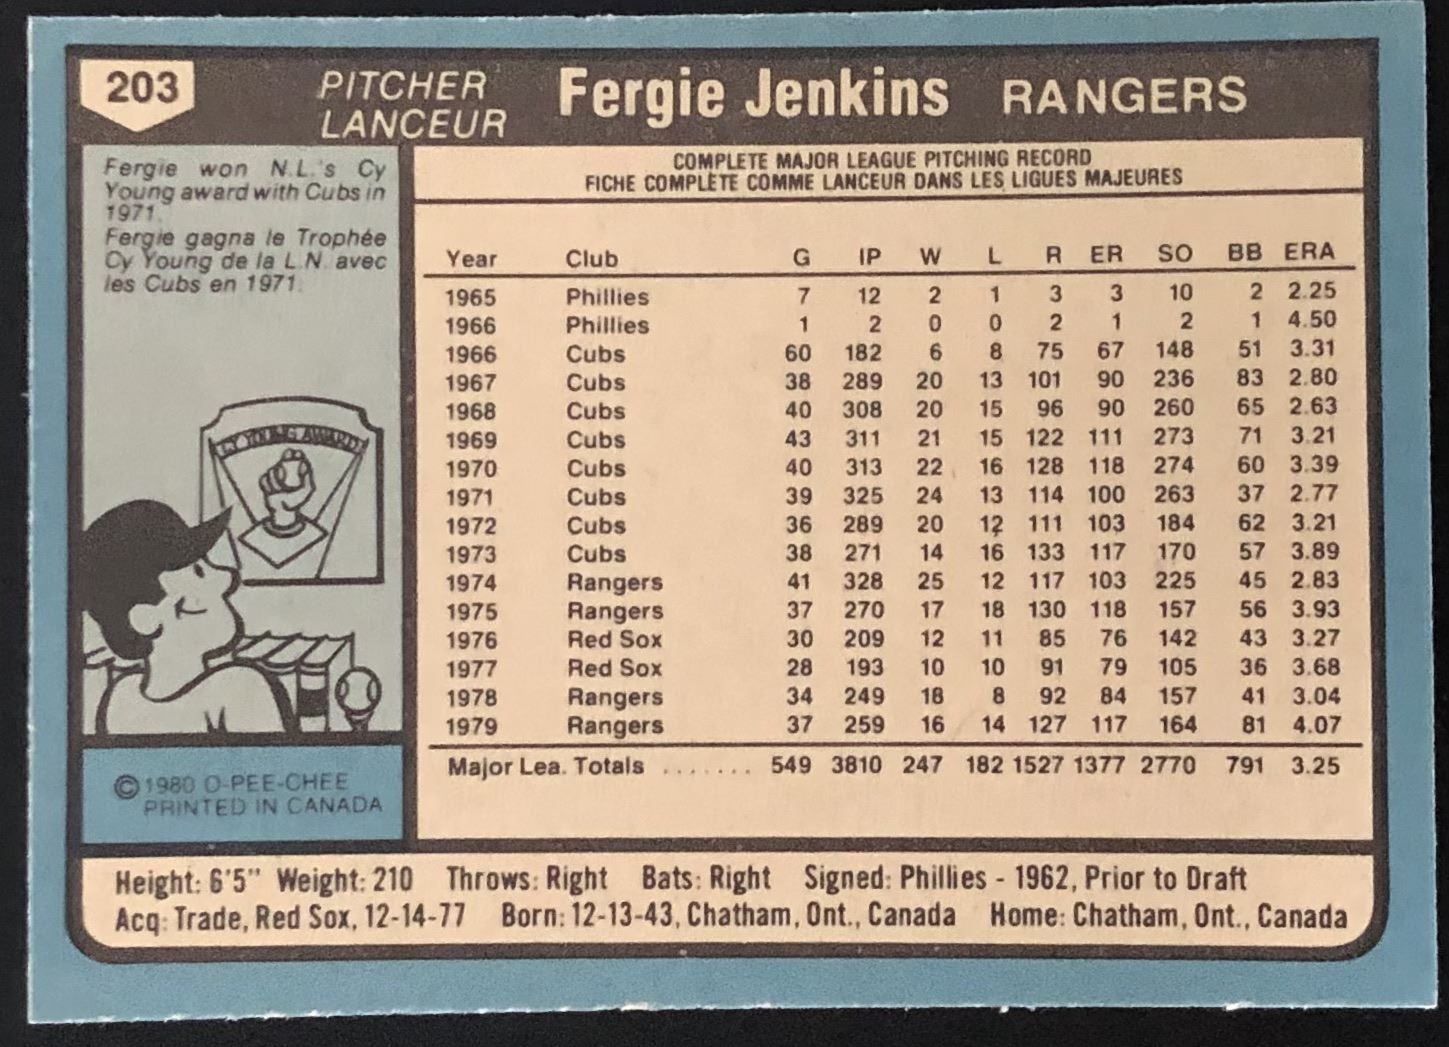 203
PITCHER
LANCEUR
Fergie Jenkins RANGERS
Fergie won N.L.'s Cy
Young award with Cubs in
1971.
Fergie gagna le Trophée
Cy Young de la L.N. avec
les Cubs en 1971.
CY YOUNG AWARD
© 1980 O-PEE-CHEE
PRINTED IN CANADA
COMPLETE MAJOR LEAGUE PITCHING RECORD
FICHE COMPLÈTE COMME LANCEUR DANS LES LIGUES MAJEURES
Year Club G IP W L R ER SO BB ERA
1965 Phillies 7 12 2 1 3 3 10 2 2.25
1966 Phillies 1 2 0 0 2 1 2 1 4.50
1966 Cubs 60 182 6 8 75 67 148 51 3.31
1967 Cubs 38 289 20 13 101 90 236 83 2.80
1968 Cubs 40 308 20 15 96 90 260 65 2.63
1969 Cubs 43 311 21 15 122 111 273 71 3.21
1970 Cubs 40 313 22 16 128 118 274 60 3.39
1971 Cubs 39 325 24 13 114 100 263 37 2.77
1972 Cubs 36 289 20 12 111 103 184 62 3.21
1973 Cubs 38 271 14 16 133 117 170 57 3.89
1974 Rangers 41 328 25 12 117 103 225 45 2.83
1975 Rangers 37 270 17 18 130 118 157 56 3.93
1976 Red Sox 30 209 12 11 85 76 142 43 3.27
1977 Red Sox 28 193 10 10 91 79 105 36 3.68
1978 Rangers 34 249 18 8 92 84 157 41 3.04
1979 Rangers 37 259 16 14 127 117 164 81 4.07
Major Lea. Totals ....... 549 3810 247 182 1527 1377 2770 791 3.25
Height: 6'5" Weight: 210 Throws: Right Bats: Right Signed: Phillies - 1962, Prior to Draft
Acq: Trade, Red Sox, 12-14-77 Born: 12-13-43, Chatham, Ont., Canada Home: Chatham, Ont., Canada